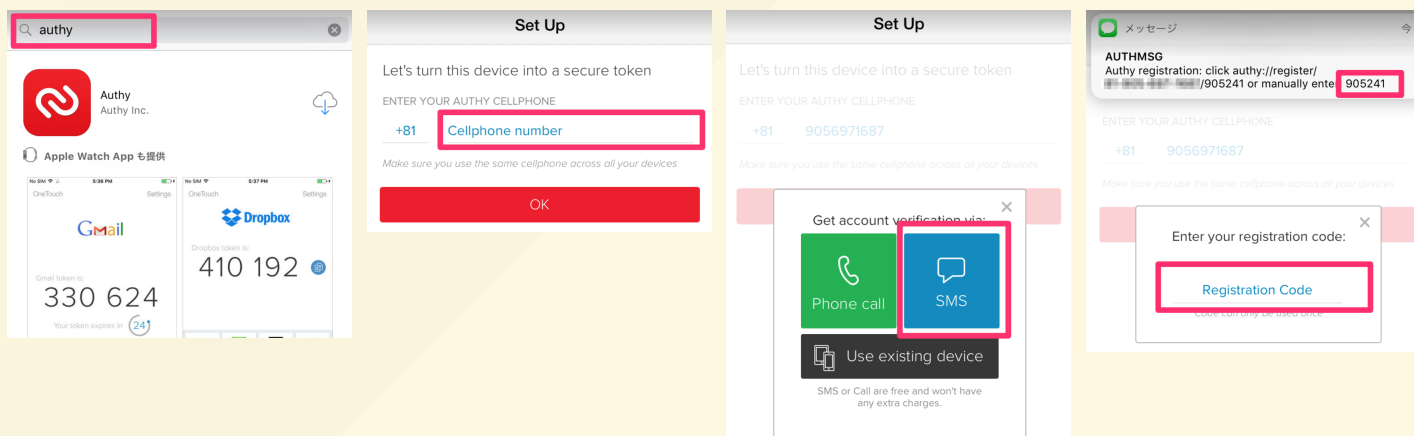 authy
Authy
Authy Inc.
Apple Watch App も提供
No SIM
5:36 PM
OneTouch
Settings
Gmail
Gmail token is:
330 624
Your token expires in 24
No SIM
5:37 PM
OneTouch
Settings
Dropbox
Dropbox token is:
410 192
Set Up
Let's turn this device into a secure token
ENTER YOUR AUTHY CELLPHONE
+81 Cellphone number
Make sure you use the same cellphone across all your devices
OK
Set Up
Let's turn this device into a secure token
ENTER YOUR AUTHY CELLPHONE
+81 9056971687
Make sure you use the same cellphone across all your devices
Get account verification via:
Phone call
SMS
Use existing device
SMS or Call are free and won't have
any extra charges.
メッセージ
今
AUTHMSG
Authy registration: click authy://register/
/905241 or manually ente 905241
ENTER YOUR AUTHY CELLPHONE
+81 9056971687
Make sure you use the same cellphone across all your devices
Enter your registration code:
Registration Code
Code can only be used once